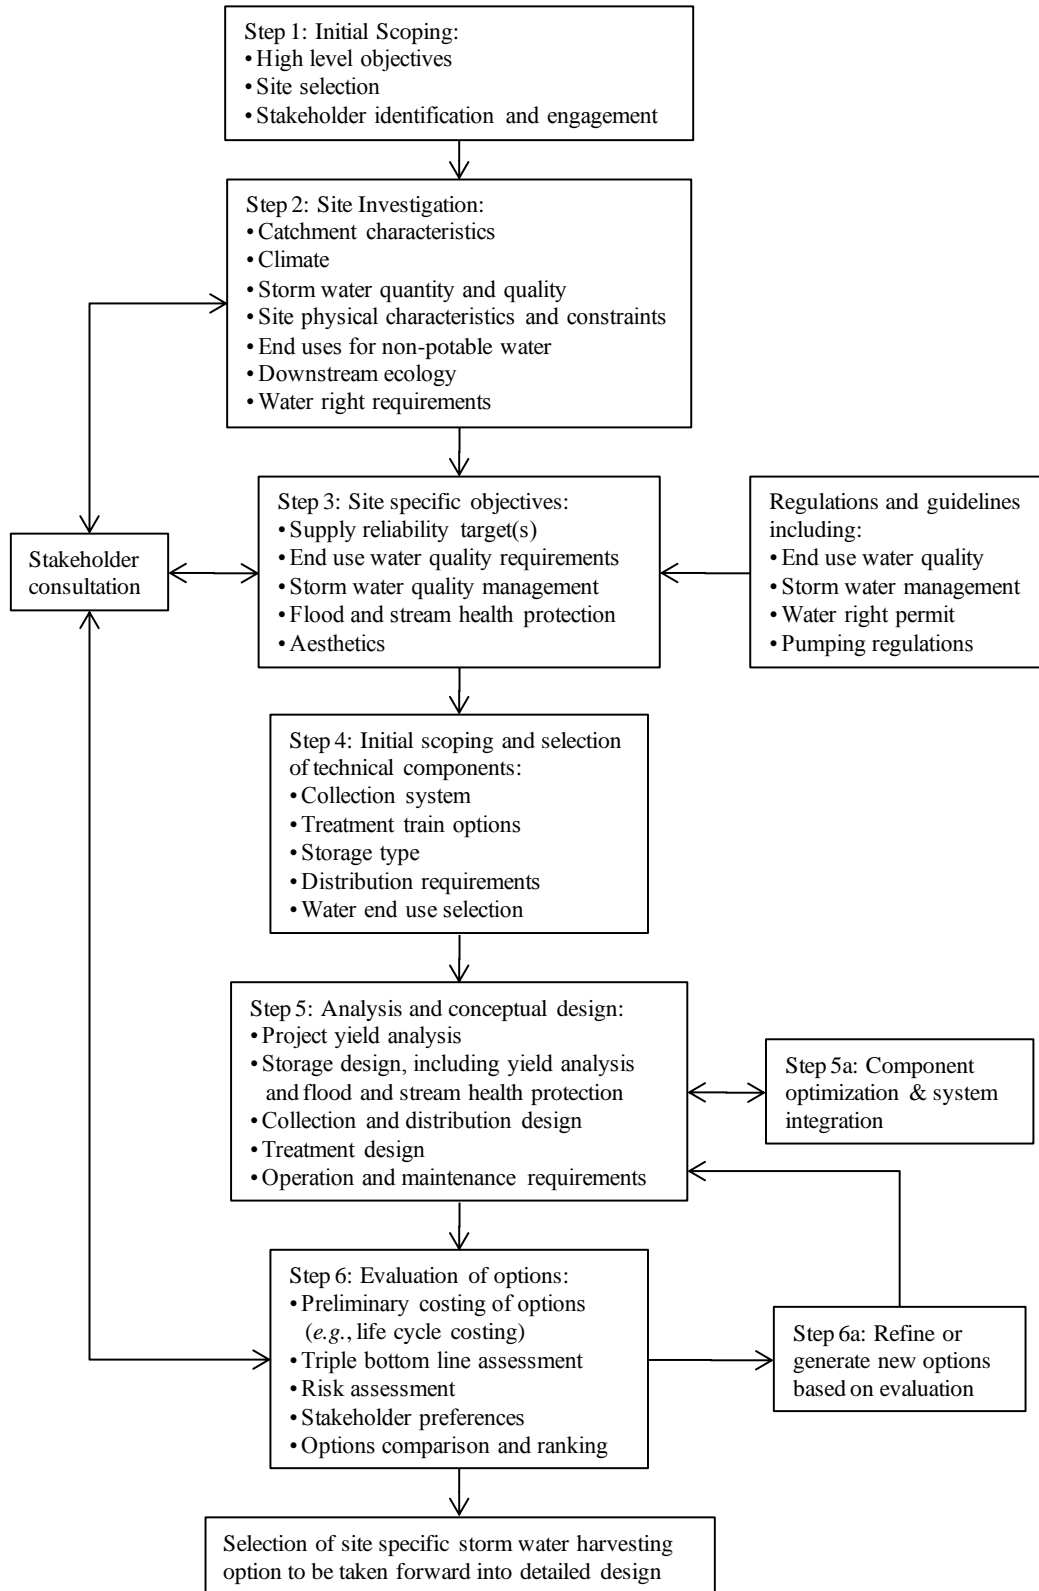 Step 1: Initial Scoping:
• High level objectives
• Site selection
• Stakeholder identification and engagement
Step 2: Site Investigation:
• Catchment characteristics
• Climate
• Storm water quantity and quality
• Site physical characteristics and constraints
• End uses for non-potable water
• Downstream ecology
• Water right requirements
Stakeholder
consultation
Step 3: Site specific objectives:
• Supply reliability target(s)
• End use water quality requirements
• Storm water quality management
• Flood and stream health protection
• Aesthetics
Regulations and guidelines
including:
• End use water quality
• Storm water management
• Water right permit
• Pumping regulations
Step 4: Initial scoping and selection
of technical components:
• Collection system
• Treatment train options
• Storage type
• Distribution requirements
• Water end use selection
Step 5: Analysis and conceptual design:
• Project yield analysis
• Storage design, including yield analysis
and flood and stream health protection
• Collection and distribution design
• Treatment design
• Operation and maintenance requirements
Step 5a: Component
optimization & system
integration
Step 6: Evaluation of options:
• Preliminary costing of options
(e.g., life cycle costing)
• Triple bottom line assessment
• Risk assessment
• Stakeholder preferences
• Options comparison and ranking
Step 6a: Refine or
generate new options
based on evaluation
Selection of site specific storm water harvesting
option to be taken forward into detailed design